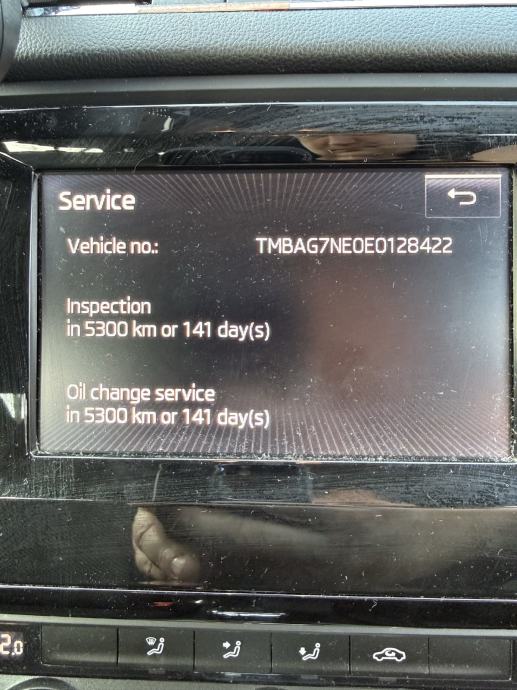 Service
Vehicle no.: TMBAG7NE0E0128422
Inspection
in 5300 km or 141 day(s)
Oil change service
in 5300 km or 141 day(s)
2.0